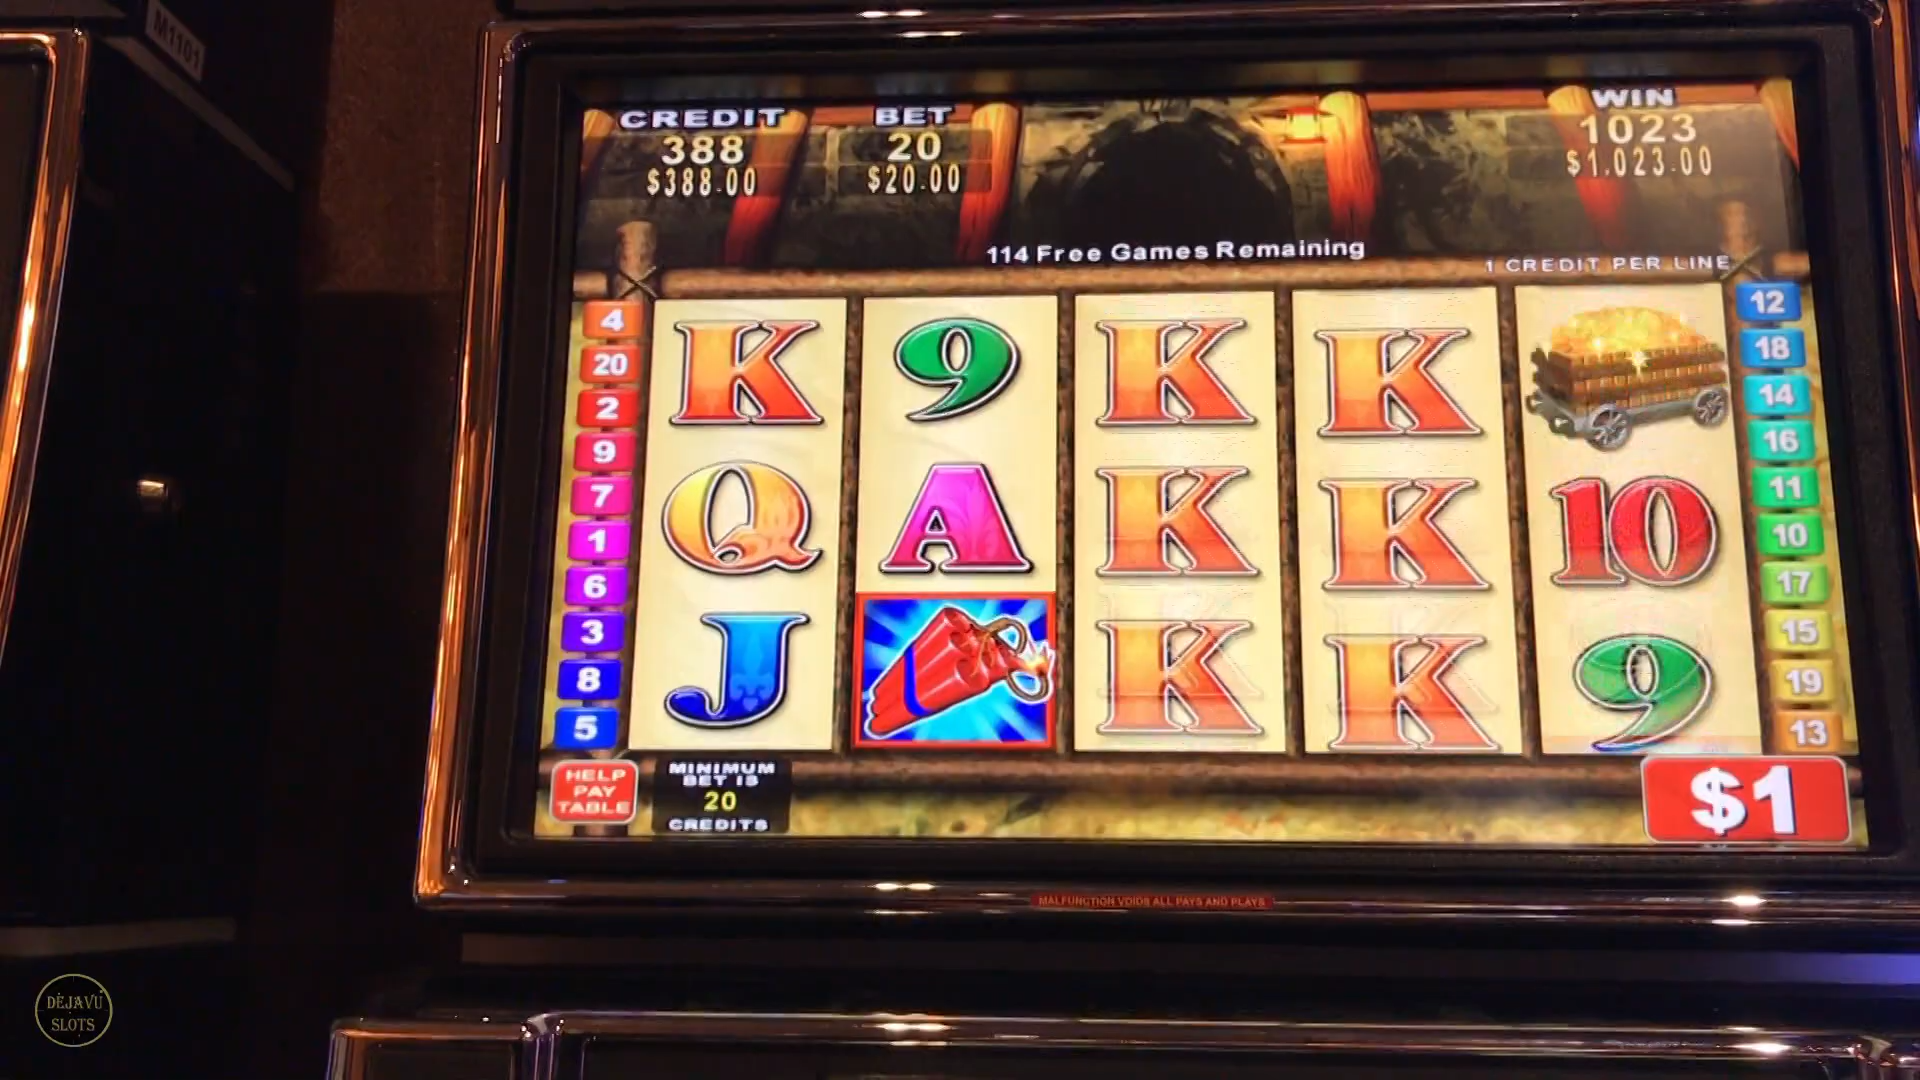 M1101
CREDIT
388
$388.00
BET
20
$20.00
WIN
1023
$1,023.00
114 Free Games Remaining
1 CREDIT PER LINE
4
20
2
9
7
1
6
3
8
5
K 9 K K
Q A K K 10
J K K 9
12
18
14
16
11
10
17
15
19
13
HELP
PAY
TABLE
MINIMUM
BET IS
20
CREDITS
$1
MALFUNCTION VOIDS ALL PAYS AND PLAYS
DEJAVU
SLOTS